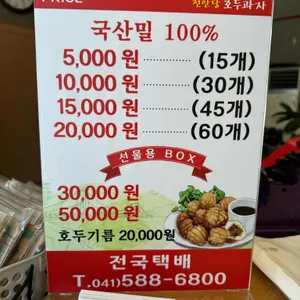 PRICE
천안당 호두과자
국산밀 100%
5,000 원 ············ (15개)
10,000 원 ········ (30개)
15,000 원 ········ (45개)
20,000 원 ········ (60개)
선물용 BOX
30,000 원
50,000 원
호두기름 20,000원
전국택배
T.041)588-6800